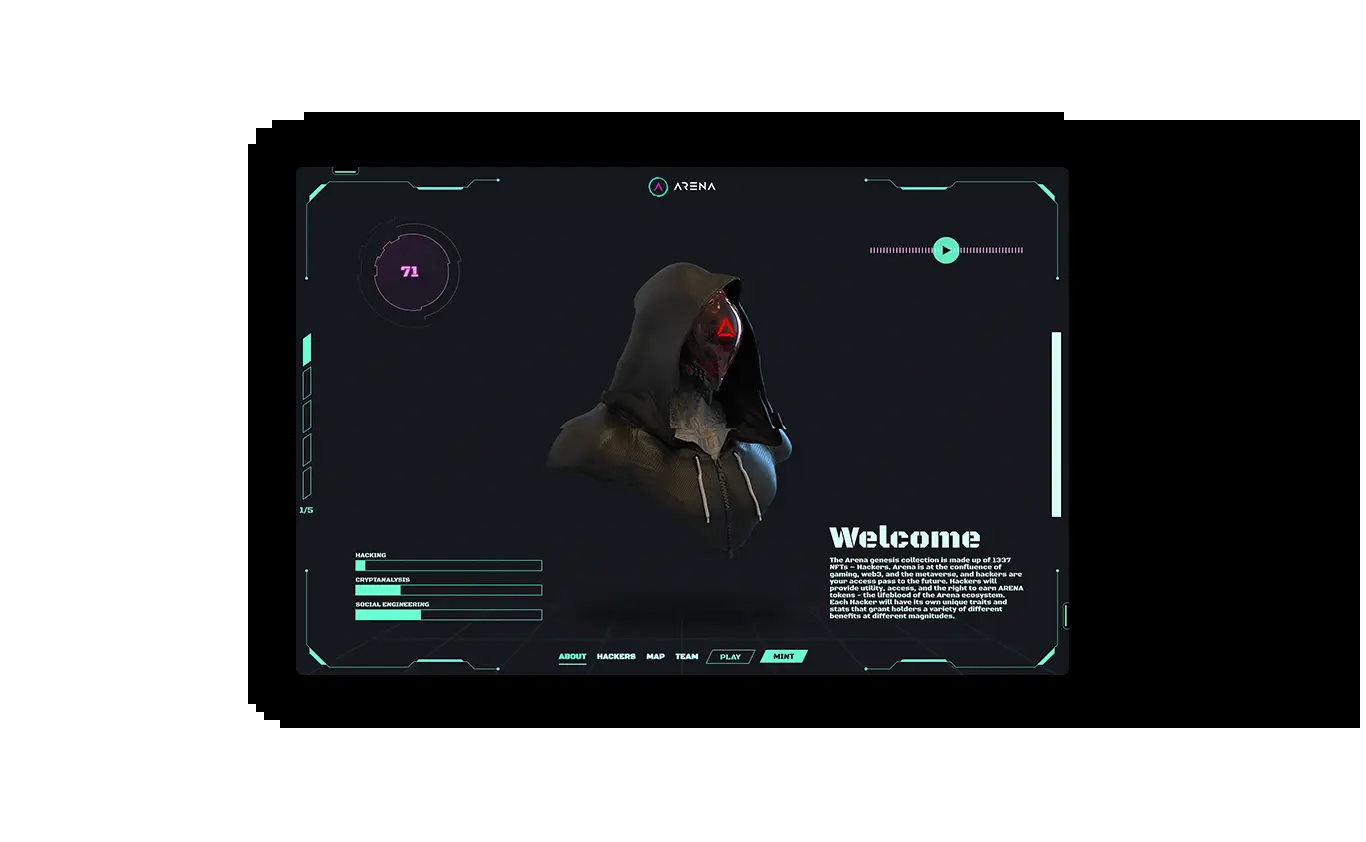 ARENA
71
1/5
HACKING
CRYPTANALYSIS
SOCIAL ENGINEERING
Welcome
The Arena genesis collection is made up of 1337
NFTs – Hackers. Arena is at the confluence of
gaming, web3, and the metaverse, and hackers are
your access pass to the future. Hackers will
provide utility, access, and the right to earn ARENA
tokens - the lifeblood of the Arena ecosystem.
Each Hacker will have its own unique traits and
stats that grant holders a variety of different
benefits at different magnitudes.
ABOUT HACKERS MAP TEAM PLAY MINT